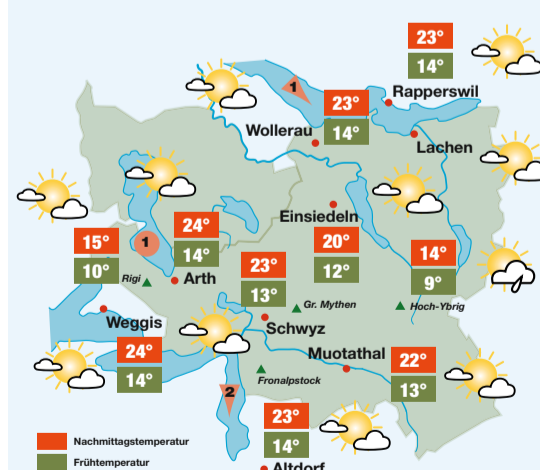 23°
14°
Rapperswil
1
23°
14°
Wollerau
Lachen
Einsiedeln
20°
12°
24°
14°
Arth
15°
10°
Rigi
1
23°
13°
Schwyz
Gr. Mythen
14°
9°
Hoch-Ybrig
Weggis
24°
14°
Muotathal
22°
13°
Fronalpstock
2
23°
14°
Altdorf
Nachmittagstemperatur
Frühtemperatur